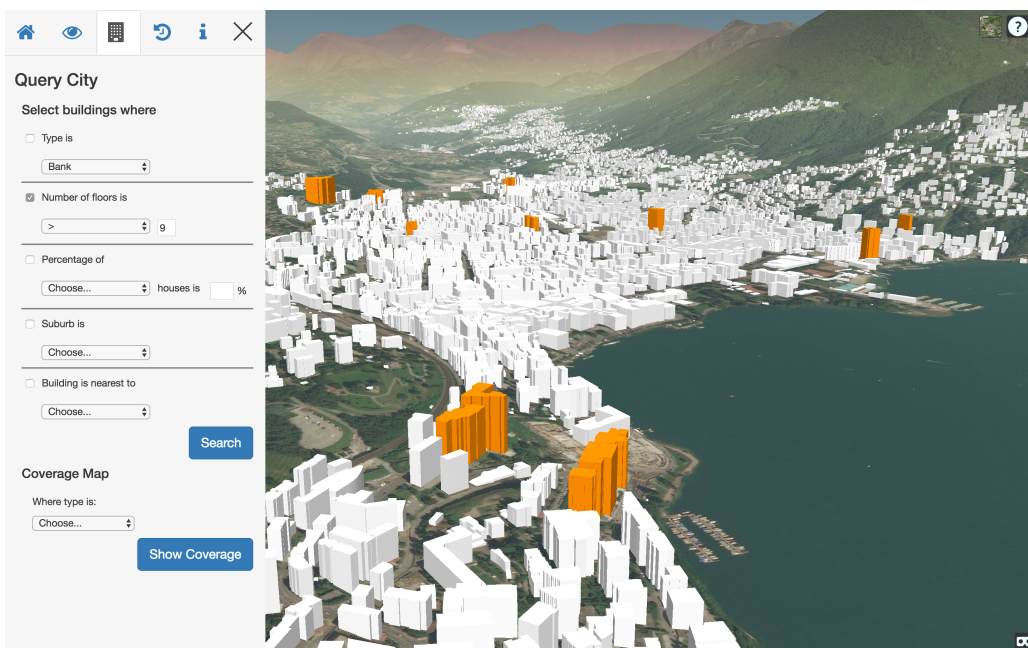 Query City
Select buildings where
Type is
Bank
Number of floors is
> 9
Percentage of
Choose... houses is %
Suburb is
Choose...
Building is nearest to
Choose...
Search
Coverage Map
Where type is:
Choose...
Show Coverage
i
?